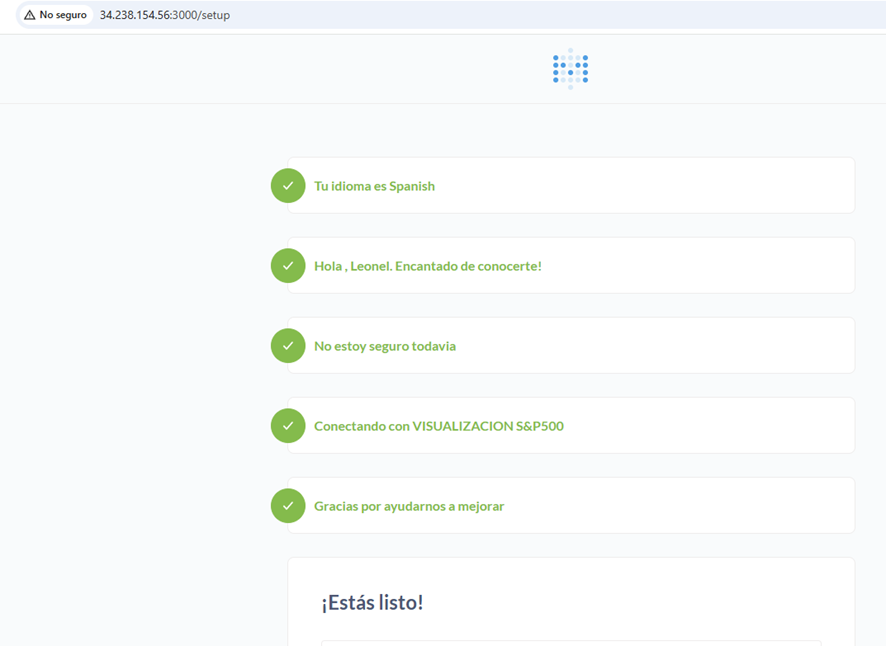 No seguro 34.238.154.56:3000/setup
Tu idioma es Spanish
Hola , Leonel. Encantado de conocerte!
No estoy seguro todavia
Conectando con VISUALIZACION S&P500
Gracias por ayudarnos a mejorar
¡Estás listo!